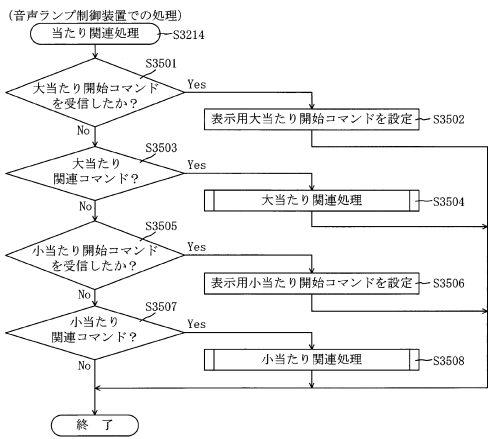 (音声ランプ制御装置での処理)
当たり関連処理 S3214
S3501
大当たり開始コマンド
を受信したか？
Yes
表示用大当たり開始コマンドを設定 S3502
No
S3503
大当たり
関連コマンド？
Yes
大当たり関連処理 S3504
No
S3505
小当たり開始コマンド
を受信したか？
Yes
表示用小当たり開始コマンドを設定 S3506
No
S3507
小当たり
関連コマンド？
Yes
小当たり関連処理 S3508
No
終 了